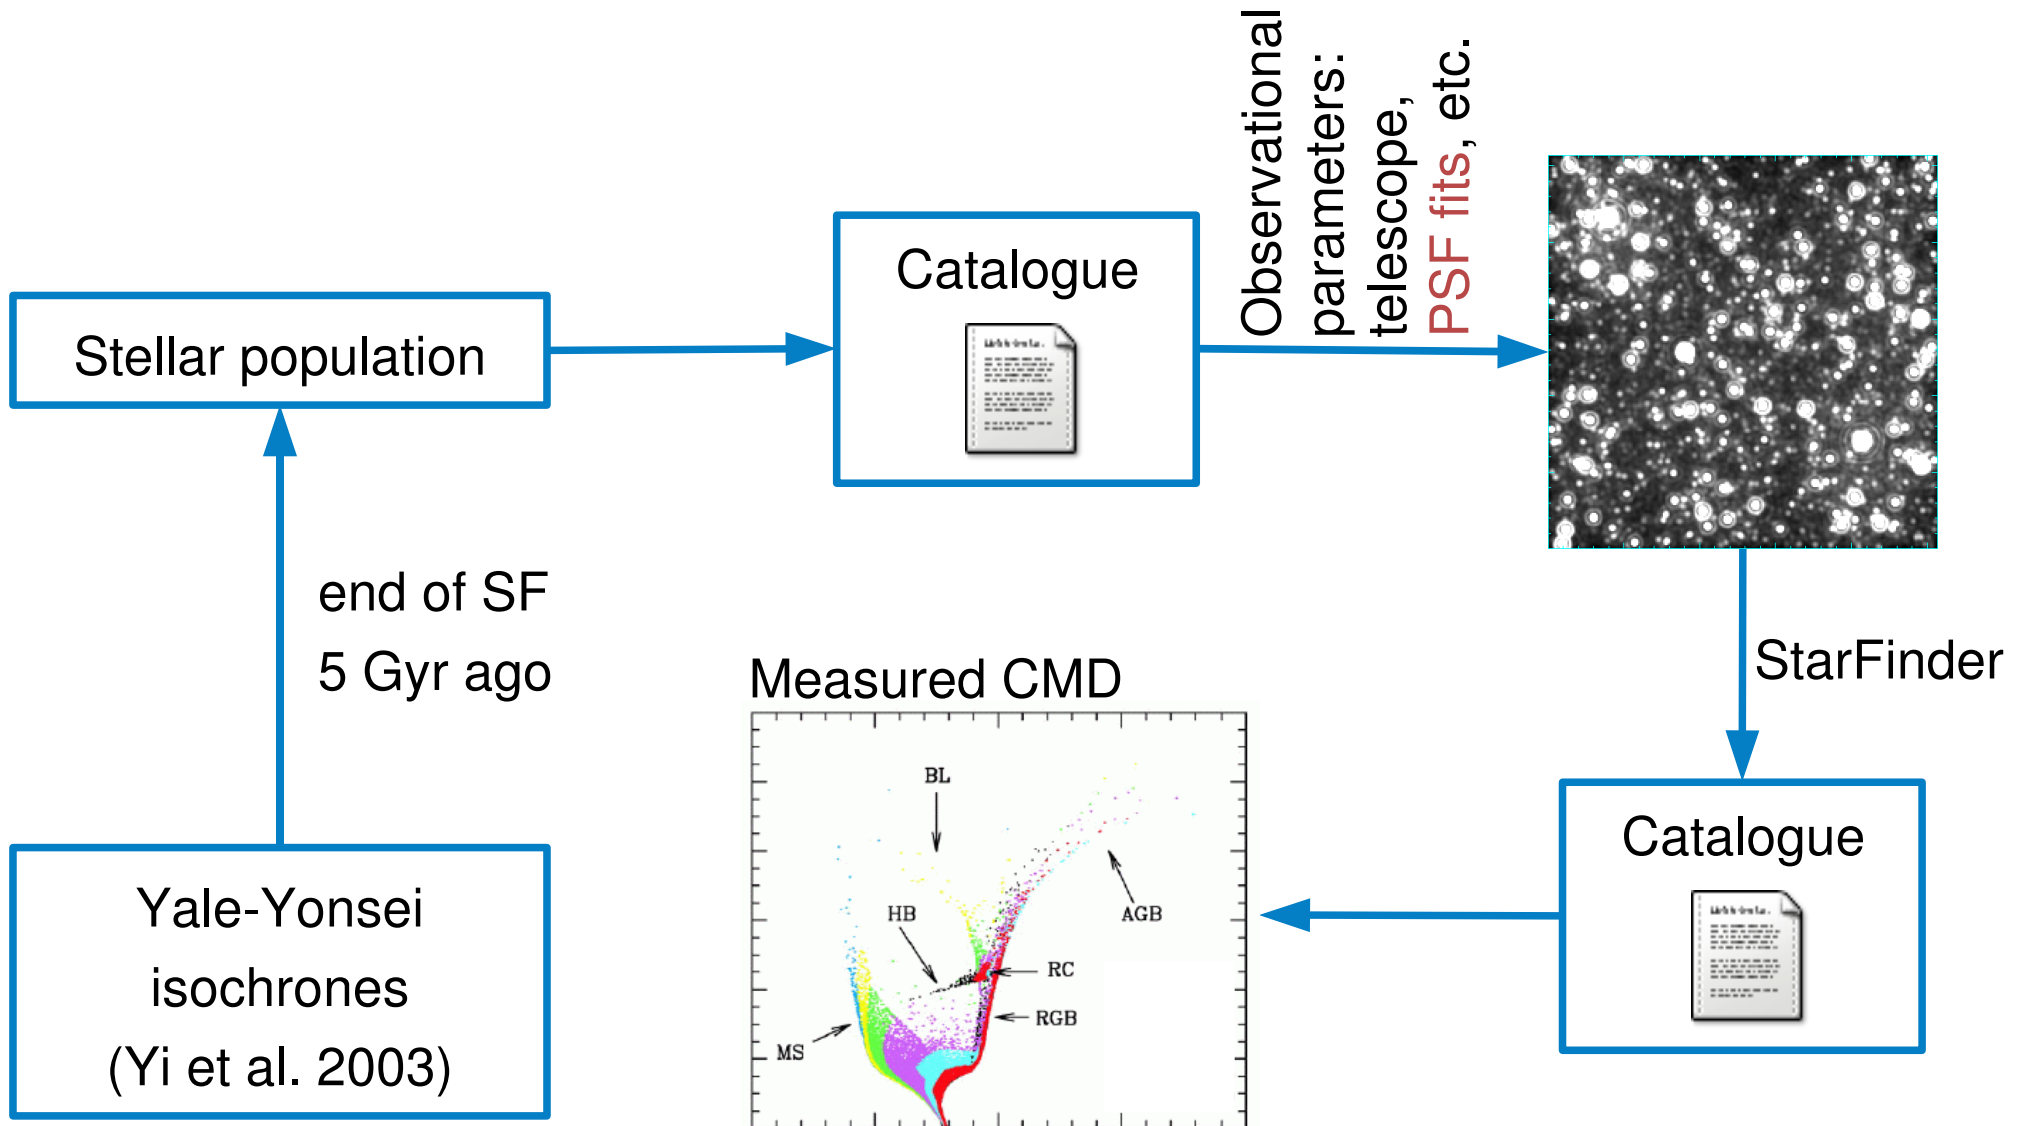 Observational
parameters:
telescope,
PSF fits, etc.
Catalogue
Stellar population
end of SF
5 Gyr ago
StarFinder
Measured CMD
BL
HB
AGB
RC
RGB
MS
Catalogue
Yale-Yonsei
isochrones
(Yi et al. 2003)